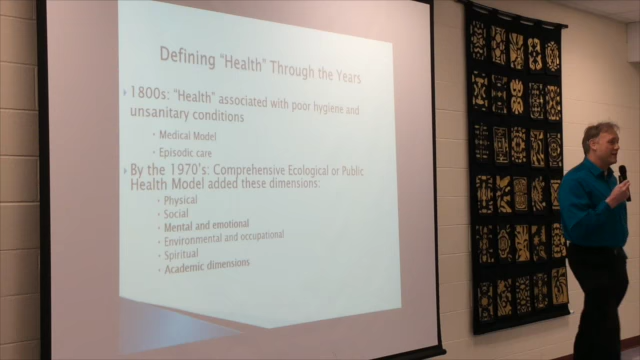 Defining "Health" Through the Years
1800s: "Health" associated with poor hygiene and
unsanitary conditions
Medical Model
Episodic care
By the 1970's: Comprehensive Ecological or Public
Health Model added these dimensions:
Physical
Social
Mental and emotional
Environmental and occupational
Spiritual
Academic dimensions